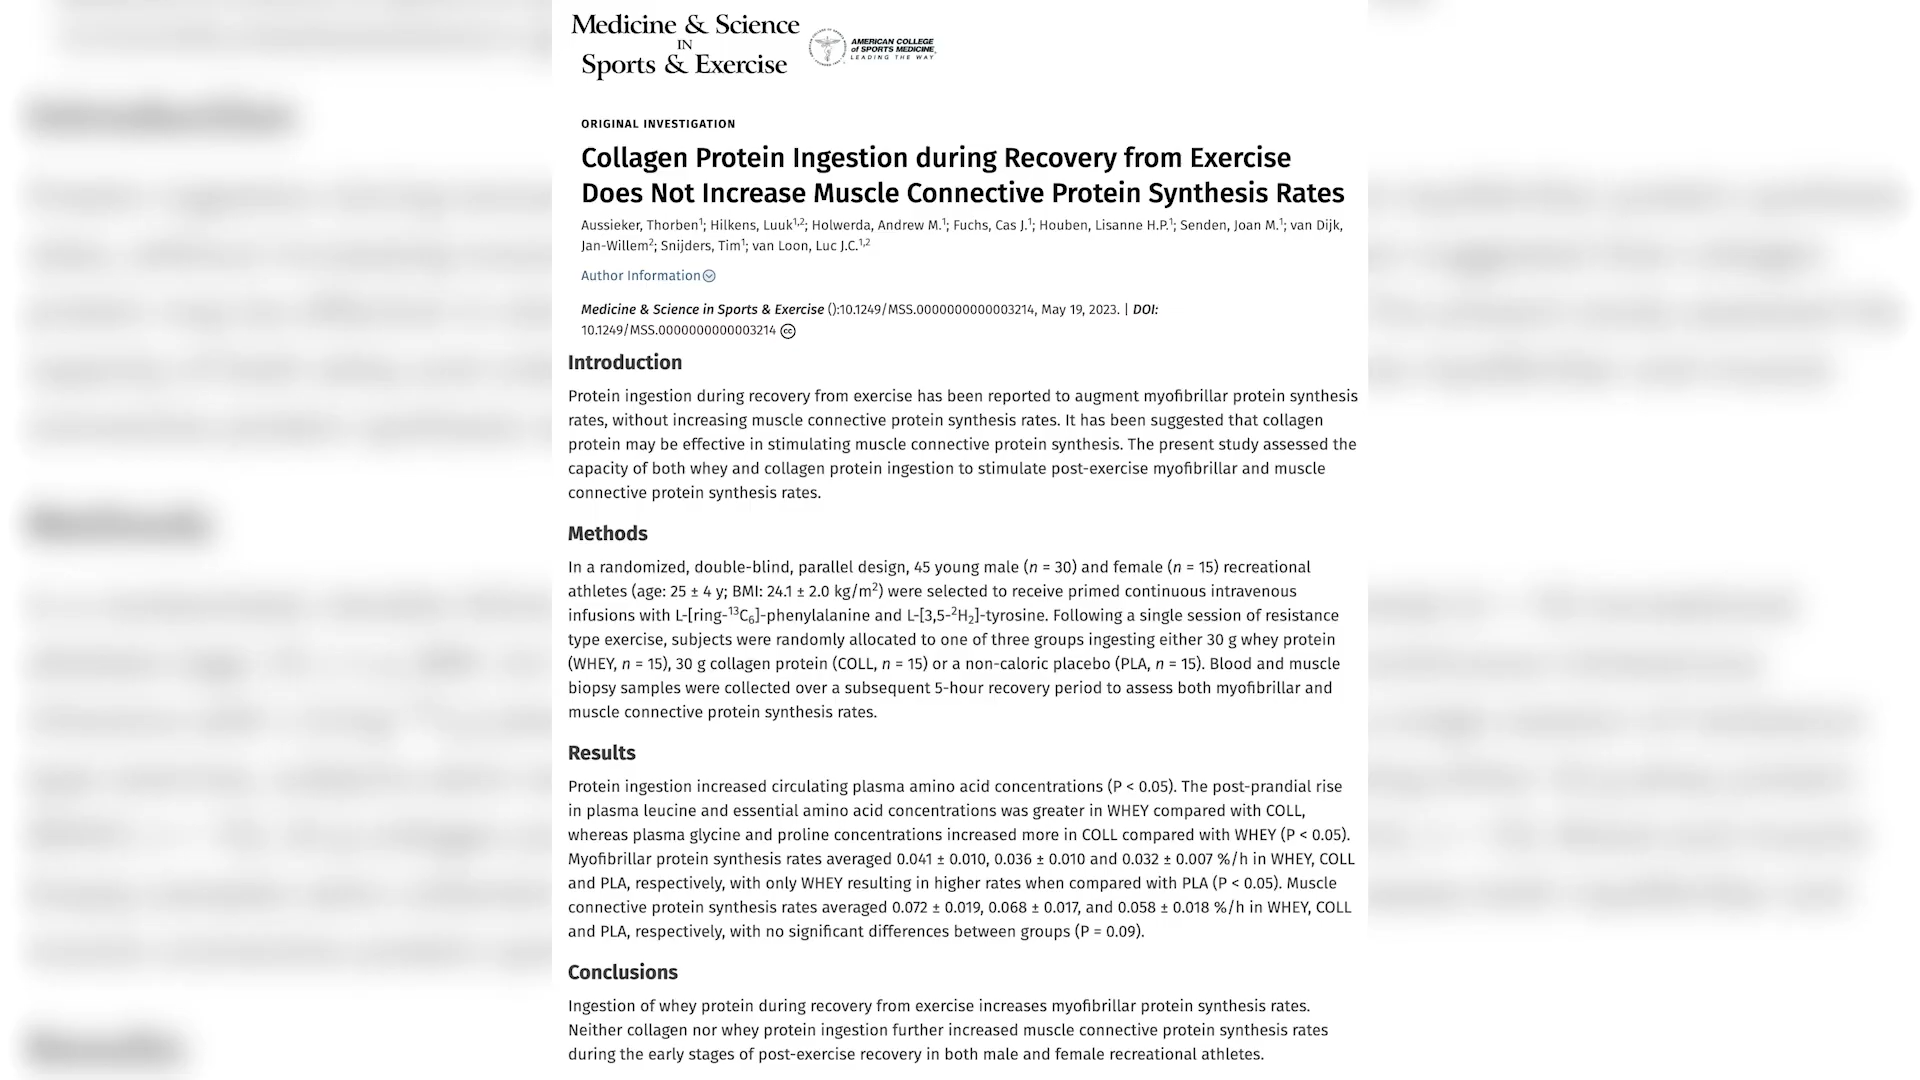 Medicine & Science
IN
Sports & Exercise
AMERICAN COLLEGE
of SPORTS MEDICINE
LEADING THE WAY
ORIGINAL INVESTIGATION
Collagen Protein Ingestion during Recovery from Exercise
Does Not Increase Muscle Connective Protein Synthesis Rates
Aussieker, Thorben¹; Hilkens, Luuk¹,²; Holwerda, Andrew M.¹; Fuchs, Cas J.¹; Houben, Lisanne H.P.¹; Senden, Joan M.¹; van Dijk,
Jan-Willem²; Snijders, Tim¹; van Loon, Luc J.C.¹,²
Author Information
Medicine & Science in Sports & Exercise ():10.1249/MSS.0000000000003214, May 19, 2023. | DOI:
10.1249/MSS.0000000000003214
Introduction
Protein ingestion during recovery from exercise has been reported to augment myofibrillar protein synthesis
rates, without increasing muscle connective protein synthesis rates. It has been suggested that collagen
protein may be effective in stimulating muscle connective protein synthesis. The present study assessed the
capacity of both whey and collagen protein ingestion to stimulate post-exercise myofibrillar and muscle
connective protein synthesis rates.
Methods
In a randomized, double-blind, parallel design, 45 young male (n = 30) and female (n = 15) recreational
athletes (age: 25 ± 4 y; BMI: 24.1 ± 2.0 kg/m²) were selected to receive primed continuous intravenous
infusions with L-[ring-¹³C₆]-phenylalanine and L-[3,5-²H₂]-tyrosine. Following a single session of resistance
type exercise, subjects were randomly allocated to one of three groups ingesting either 30 g whey protein
(WHEY, n = 15), 30 g collagen protein (COLL, n = 15) or a non-caloric placebo (PLA, n = 15). Blood and muscle
biopsy samples were collected over a subsequent 5-hour recovery period to assess both myofibrillar and
muscle connective protein synthesis rates.
Results
Protein ingestion increased circulating plasma amino acid concentrations (P < 0.05). The post-prandial rise
in plasma leucine and essential amino acid concentrations was greater in WHEY compared with COLL,
whereas plasma glycine and proline concentrations increased more in COLL compared with WHEY (P < 0.05).
Myofibrillar protein synthesis rates averaged 0.041 ± 0.010, 0.036 ± 0.010 and 0.032 ± 0.007 %/h in WHEY, COLL
and PLA, respectively, with only WHEY resulting in higher rates when compared with PLA (P < 0.05). Muscle
connective protein synthesis rates averaged 0.072 ± 0.019, 0.068 ± 0.017, and 0.058 ± 0.018 %/h in WHEY, COLL
and PLA, respectively, with no significant differences between groups (P = 0.09).
Conclusions
Ingestion of whey protein during recovery from exercise increases myofibrillar protein synthesis rates.
Neither collagen nor whey protein ingestion further increased muscle connective protein synthesis rates
during the early stages of post-exercise recovery in both male and female recreational athletes.